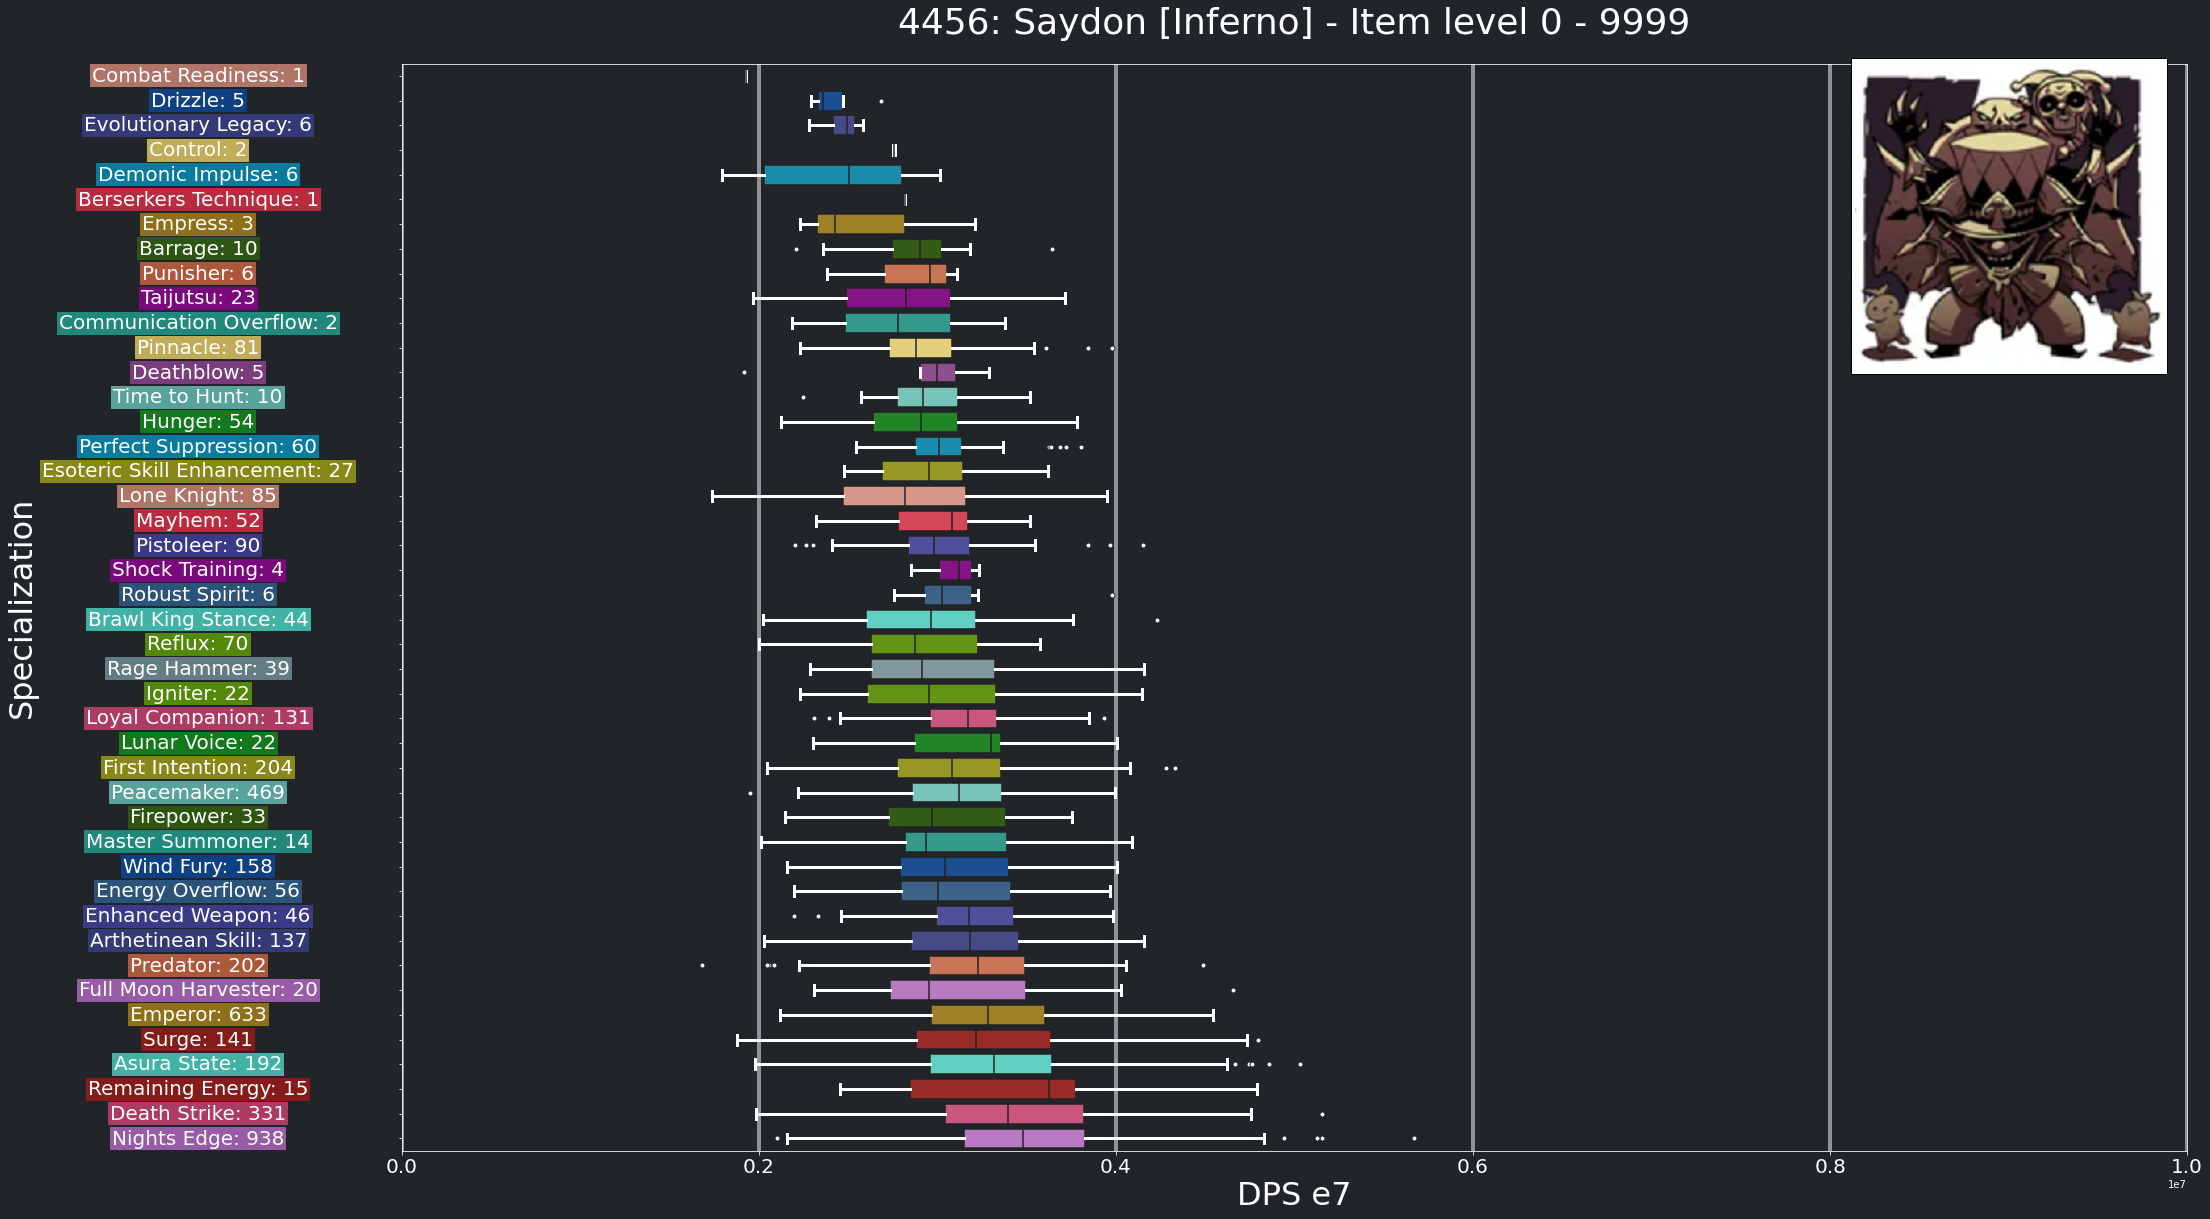 4456: Saydon [Inferno] - Item level 0 - 9999
Specialization
Combat Readiness: 1
Drizzle: 5
Evolutionary Legacy: 6
Control: 2
Demonic Impulse: 6
Berserkers Technique: 1
Empress: 3
Barrage: 10
Punisher: 6
Taijutsu: 23
Communication Overflow: 2
Pinnacle: 81
Deathblow: 5
Time to Hunt: 10
Hunger: 54
Perfect Suppression: 60
Esoteric Skill Enhancement: 27
Lone Knight: 85
Mayhem: 52
Pistoleer: 90
Shock Training: 4
Robust Spirit: 6
Brawl King Stance: 44
Reflux: 70
Rage Hammer: 39
Igniter: 22
Loyal Companion: 131
Lunar Voice: 22
First Intention: 204
Peacemaker: 469
Firepower: 33
Master Summoner: 14
Wind Fury: 158
Energy Overflow: 56
Enhanced Weapon: 46
Arthetinean Skill: 137
Predator: 202
Full Moon Harvester: 20
Emperor: 633
Surge: 141
Asura State: 192
Remaining Energy: 15
Death Strike: 331
Nights Edge: 938
0.0 0.2 0.4 0.6 0.8 1.0
1e7
DPS e7